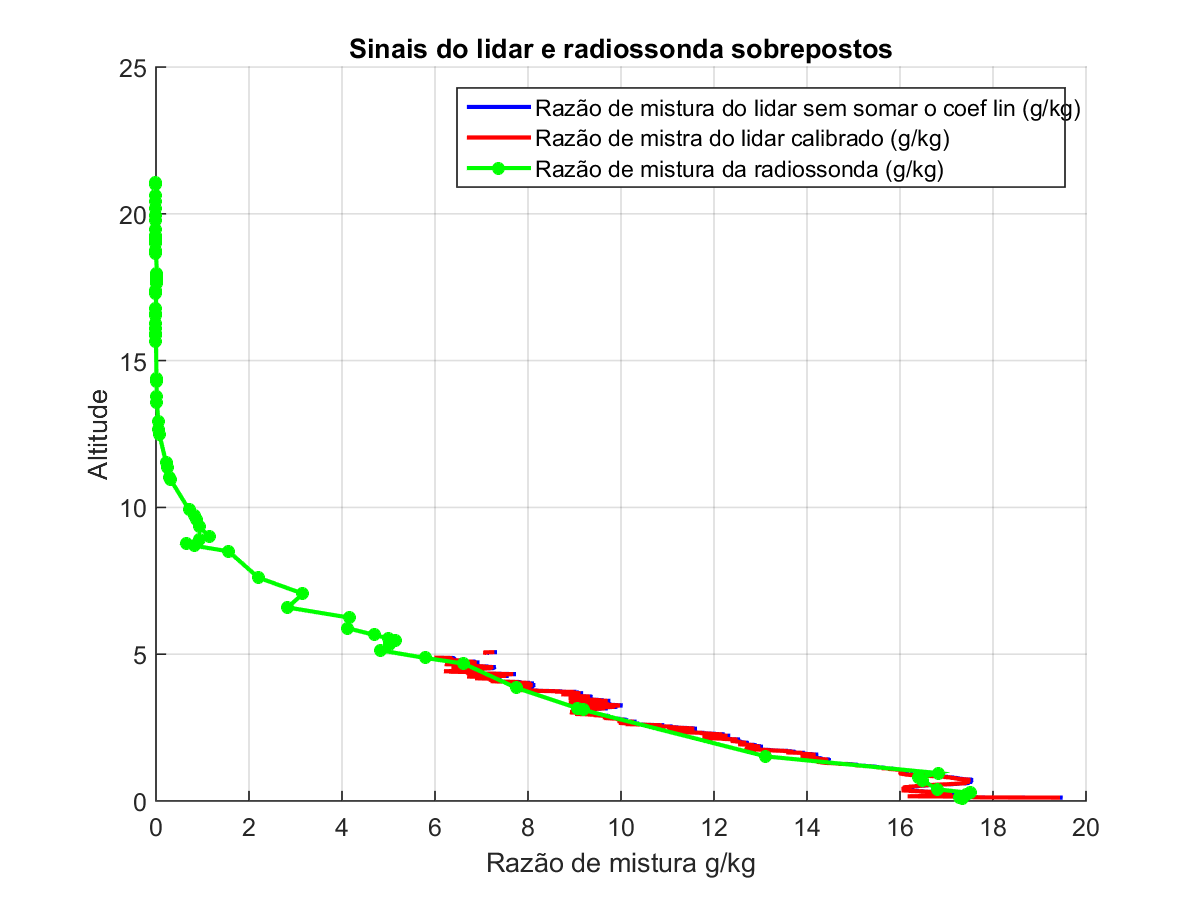 Sinais do lidar e radiossonda sobrepostos
25
Razão de mistura do lidar sem somar o coef lin (g/kg)
Razão de mistra do lidar calibrado (g/kg)
Razão de mistura da radiossonda (g/kg)
20
15
Altitude
10
5
0
0 2 4 6 8 10 12 14 16 18 20
Razão de mistura g/kg